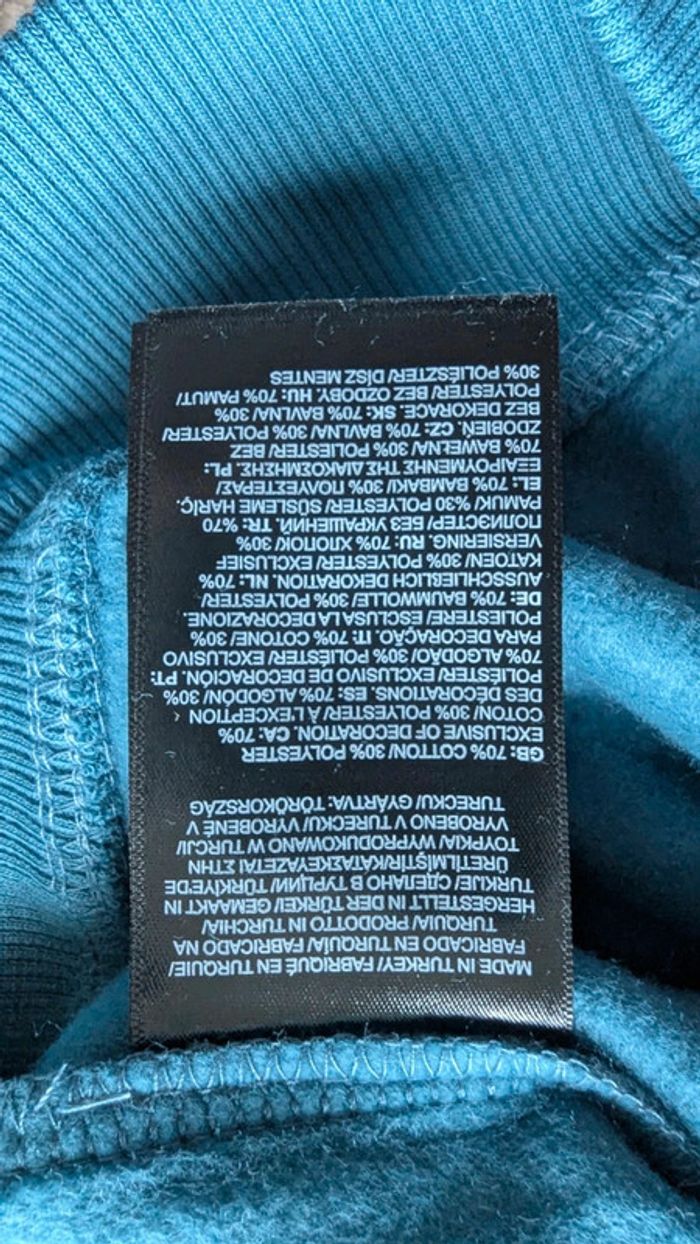 MADE IN TURKEY/ FABRIQUÉ EN TURQUIE/
FABRICADO EN TURQUÍA/ FABRICADO NA
TURQUIA/ PRODOTTO IN TURCHIA/
HERGESTELLT IN DER TÜRKEI/ GEMAAKT IN
TURKIJE/ СДЕЛАНО В ТУРЦИИ/ TÜRKİYE'DE
ÜRETİLMİŞTİR/ΚΑΤΑΣΚΕΥΑΖΕΤΑΙ ΣΤΗΝ
ΤΟΥΡΚΙΑ/ WYPRODUKOWANO W TURCJI/
VYROBENO V TURECKU/ VYROBENÉ V
TURECKU/ GYÁRTVA: TÖRÖKORSZÁG
GB: 70% COTTON/ 30% POLYESTER
EXCLUSIVE OF DECORATION. CA: 70%
COTON/ 30% POLYESTER/ À L'EXCEPTION
DES DÉCORATIONS. ES: 70% ALGODÓN/ 30%
POLIÉSTER/ EXCLUSIVO DE DECORACIÓN. PT:
70% ALGODÃO/ 30% POLIÉSTER/ EXCLUSIVO
PARA DECORAÇÃO. IT: 70% COTONE/ 30%
POLIESTERE/ ESCLUSA LA DECORAZIONE.
DE: 70% BAUMWOLLE/ 30% POLYESTER/
AUSSCHLIESSLICH DEKORATION. NL: 70%
KATOEN/ 30% POLYESTER/ EXCLUSIEF
VERSIERING. RU: 70% ХЛОПОК/ 30%
ПОЛИЭСТЕР/ БЕЗ УКРАШЕНИЙ. TR: %70
PAMUK/ %30 POLYESTER/ SÜSLEME HARİÇ.
EL: 70% ΒΑΜΒΑΚΙ/ 30% ΠΟΛΥΕΣΤΕΡΑΣ/
ΕΞΑΙΡΟΥΜΕΝΗΣ ΤΗΣ ΔΙΑΚΟΣΜΗΣΗΣ. PL:
70% BAWEŁNA/ 30% POLIESTER/ BEZ
ZDOBIEŃ. CZ: 70% BAVLNA/ 30% POLYESTER/
BEZ DEKORACE. SK: 70% BAVLNA/ 30%
POLYESTER/ BEZ OZDOBY. HU: 70% PAMUT/
30% POLIÉSZTER/ DÍSZ MENTES